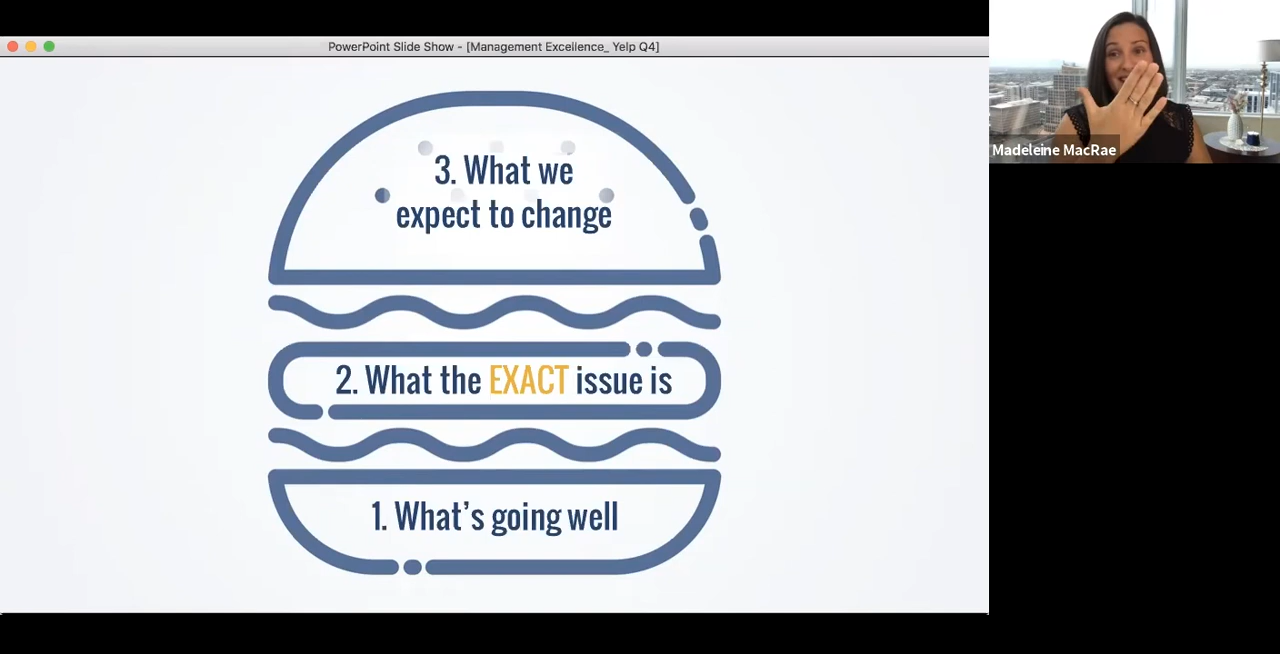 PowerPoint Slide Show - [Management Excellence_ Yelp Q4]
Madeleine MacRae
3. What we
expect to change
2. What the EXACT issue is
1. What's going well